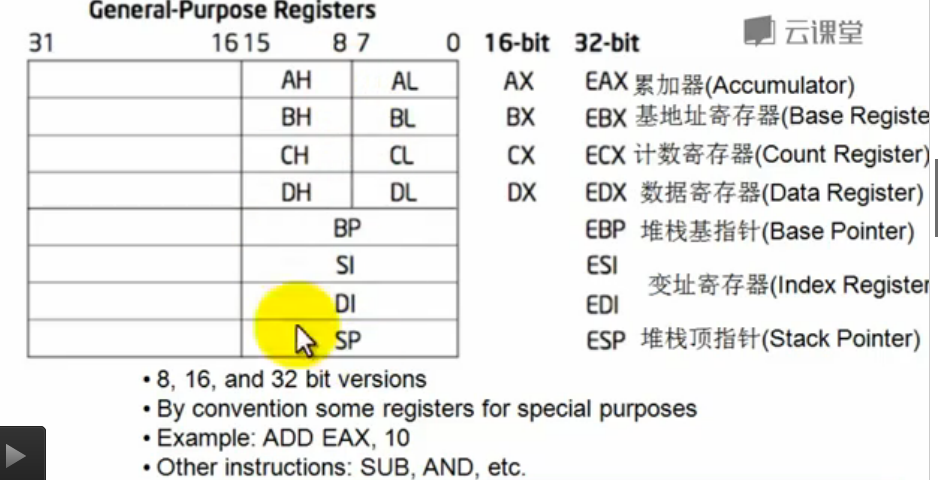 General-Purpose Registers
云课堂
31 16 15 8 7 0 16-bit 32-bit
AH AL AX EAX 累加器(Accumulator)
BH BL BX EBX 基地址寄存器(Base Registe
CH CL CX ECX 计数寄存器(Count Register)
DH DL DX EDX 数据寄存器(Data Register)
BP EBP 堆栈基指针(Base Pointer)
SI ESI
变址寄存器(Index Register
DI EDI
SP ESP 堆栈顶指针(Stack Pointer)
• 8, 16, and 32 bit versions
• By convention some registers for special purposes
• Example: ADD EAX, 10
• Other instructions: SUB, AND, etc.